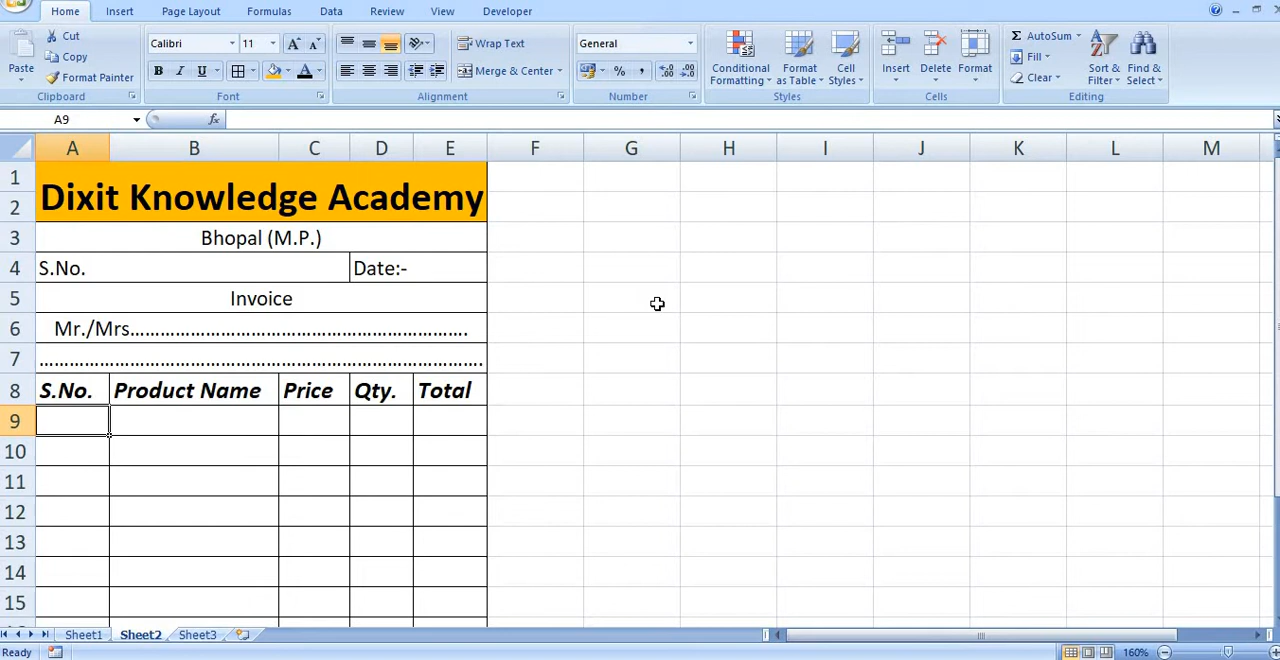 Home Insert Page Layout Formulas Data Review View Developer
Cut Calibri 11 Wrap Text General AutoSum
Copy Fill
Paste Format Painter B I U Merge & Center % , Conditional Formatting Format as Table Cell Styles Insert Delete Format Clear Sort & Filter Find & Select
Clipboard Font Alignment Number Styles Cells Editing
A9 fx
A B C D E F G H I J K L M
1
Dixit Knowledge Academy
2
3 Bhopal (M.P.)
4 S.No. Date:-
5 Invoice
6 Mr./Mrs.......................................................................
7 ..........................................................................................
8 S.No. Product Name Price Qty. Total
9
10
11
12
13
14
15
Sheet1 Sheet2 Sheet3
Ready 160%